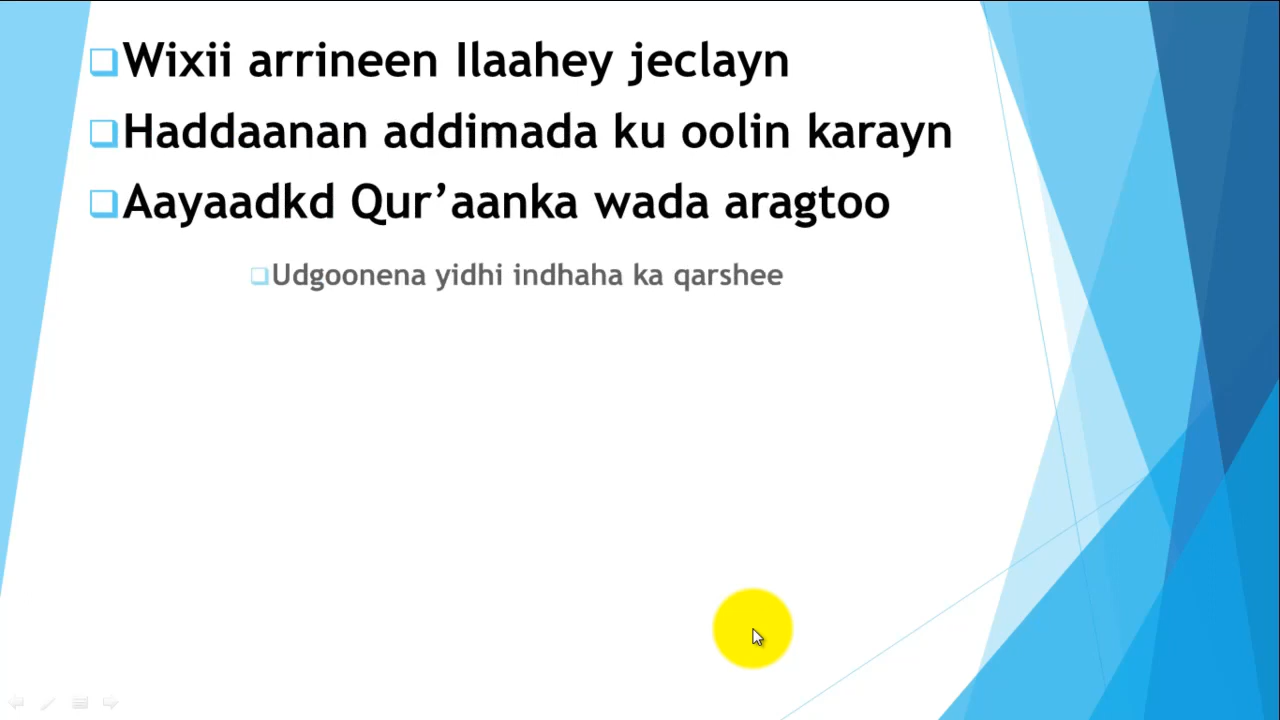 Wixii arrineen Ilaahey jeclayn
Haddaanan addimada ku oolin karayn
Aayaadkd Qur’aanka wada aragtoo
Udgoonena yidhi indhaha ka qarshee